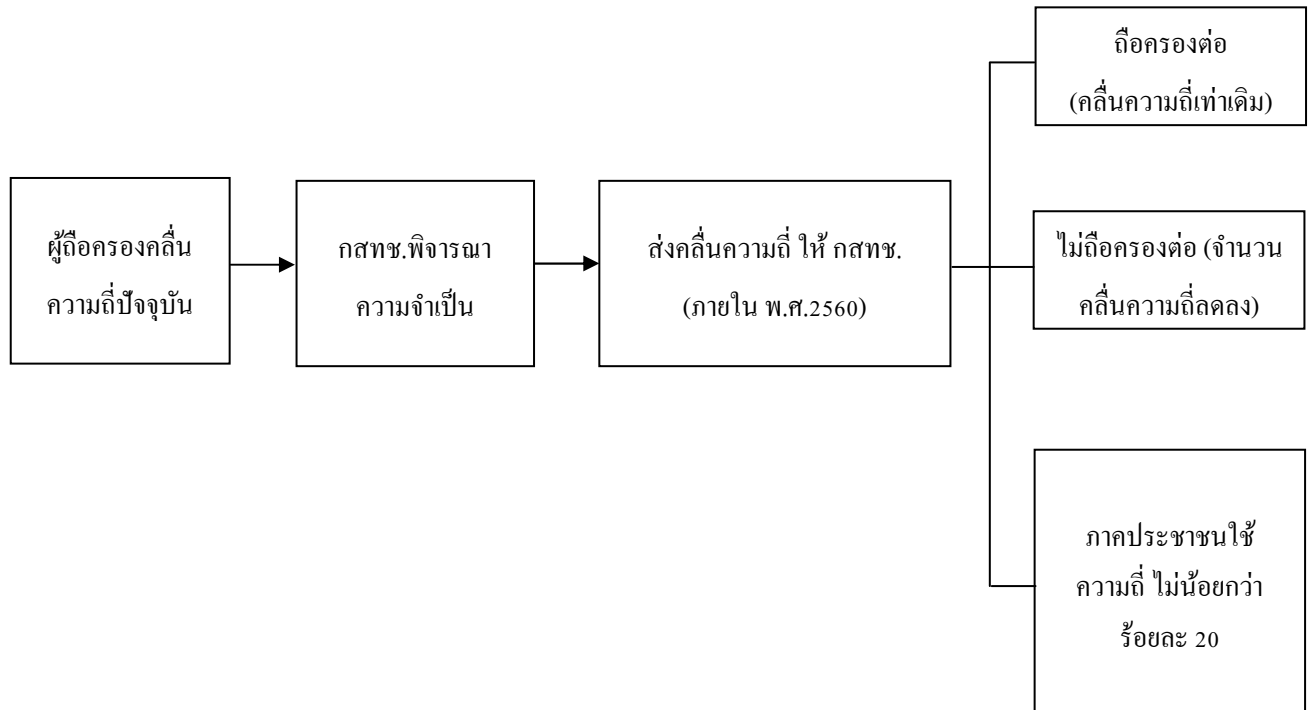 ผู้ถือครองคลื่น
ความถี่ปัจจุบัน
กสทช.พิจารณา
ความจำเป็น
ส่งคลื่นความถี่ ให้ กสทช.
(ภายใน พ.ศ.2560)
ถือครองต่อ
(คลื่นความถี่เท่าเดิม)
ไม่ถือครองต่อ (จำนวน
คลื่นความถี่ลดลง)
ภาคประชาชนใช้
ความถี่ ไม่น้อยกว่า
ร้อยละ 20